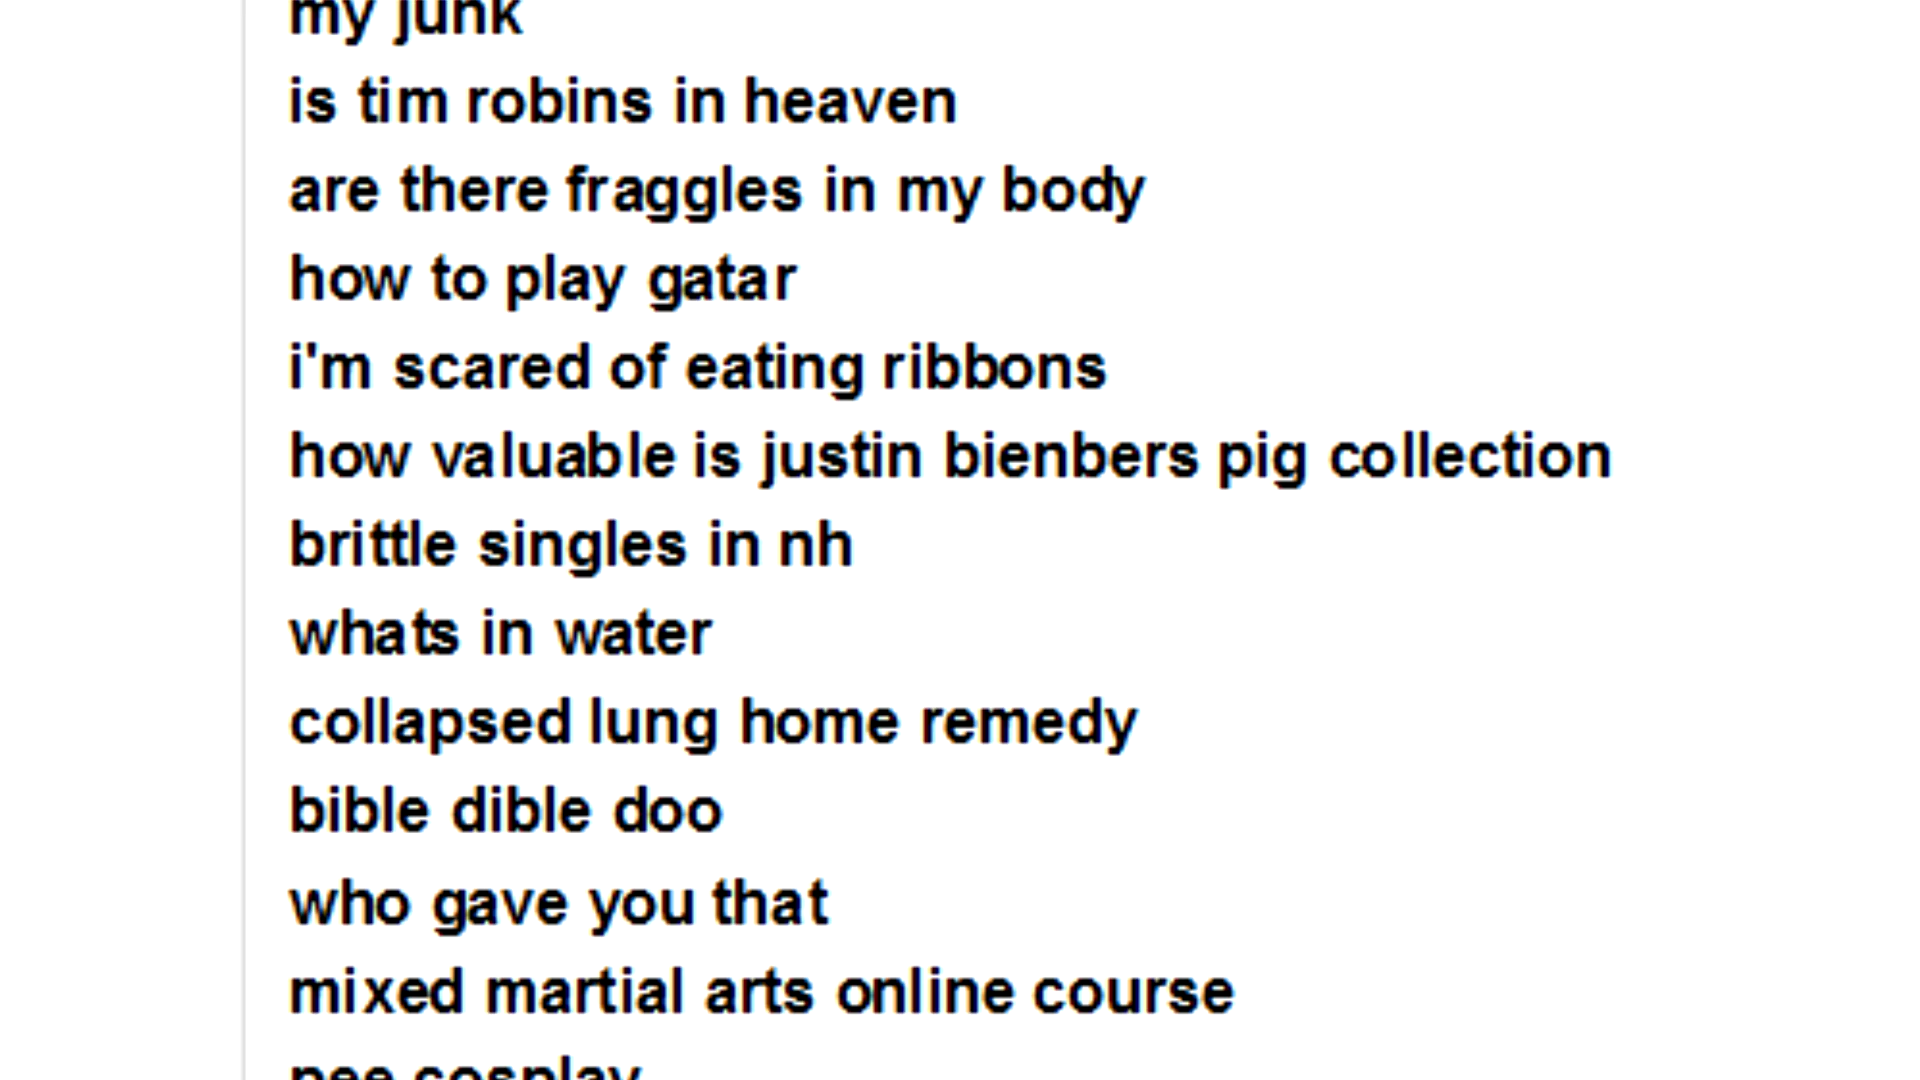 my junk
is tim robins in heaven
are there fraggles in my body
how to play gatar
i'm scared of eating ribbons
how valuable is justin bienbers pig collection
brittle singles in nh
whats in water
collapsed lung home remedy
bible dible doo
who gave you that
mixed martial arts online course
pee cosplay